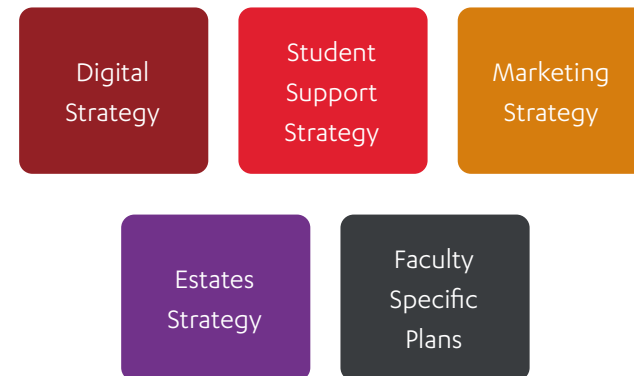 Digital
Strategy
Student
Support
Strategy
Marketing
Strategy
Estates
Strategy
Faculty
Specific
Plans